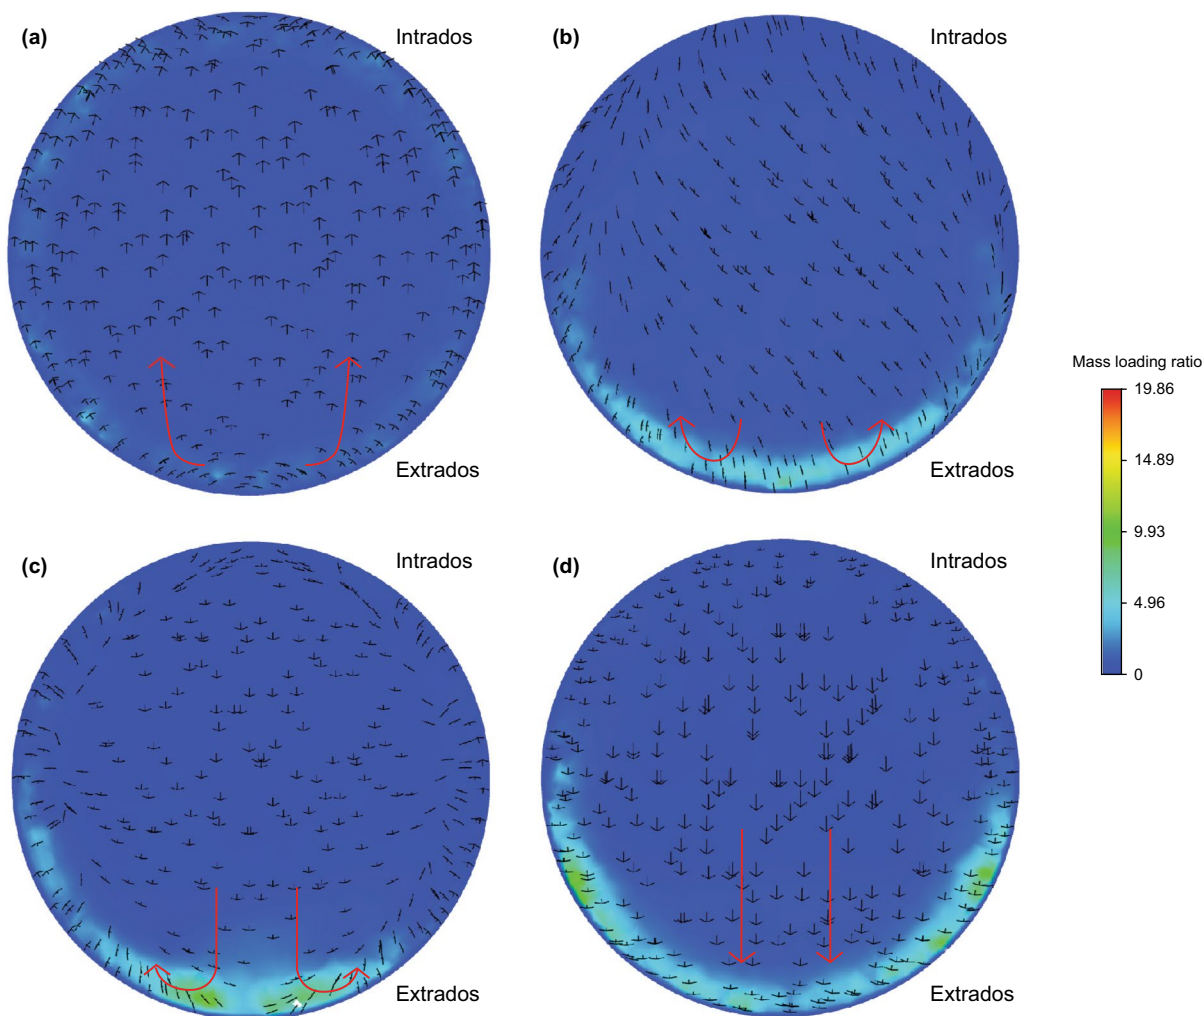 (a)
Intrados
Extrados
(b)
Intrados
Extrados
(c)
Intrados
Extrados
(d)
Intrados
Extrados
Mass loading ratio
19.86
14.89
9.93
4.96
0